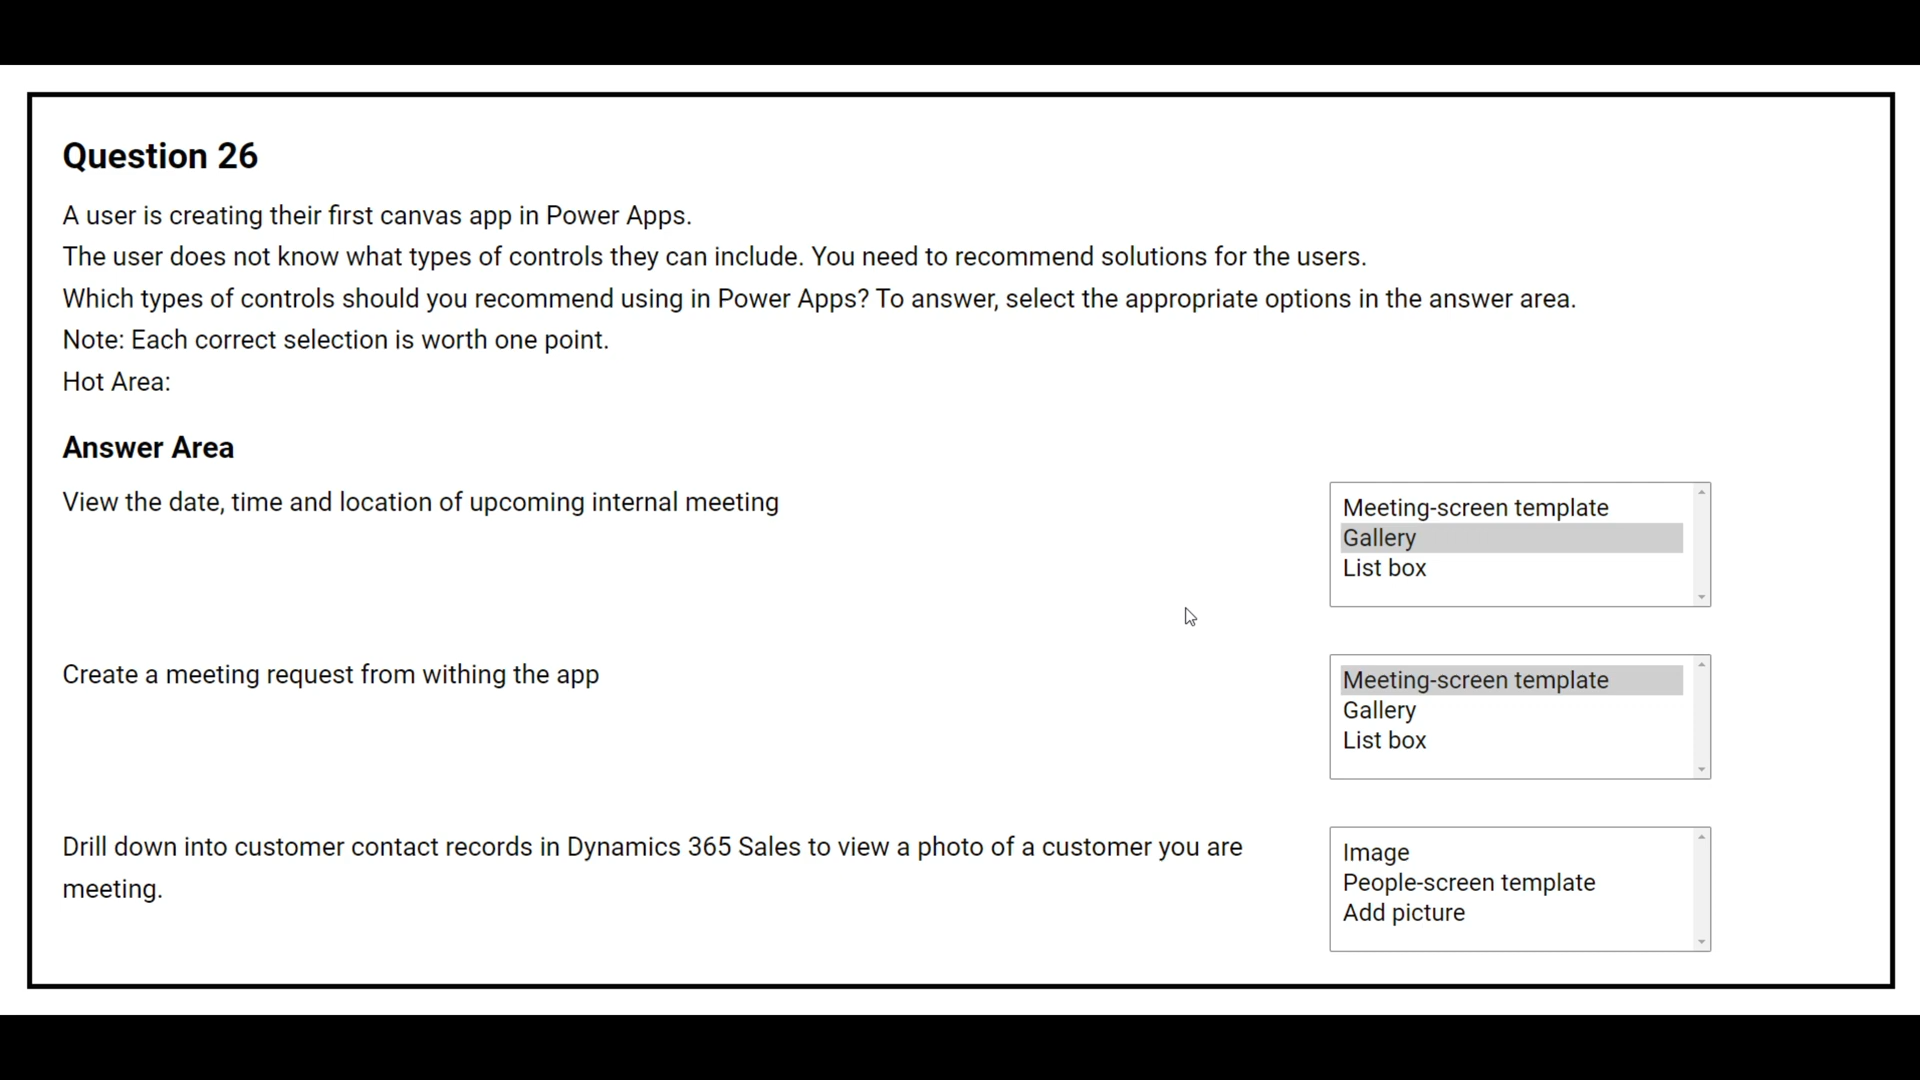 Question 26
A user is creating their first canvas app in Power Apps.
The user does not know what types of controls they can include. You need to recommend solutions for the users.
Which types of controls should you recommend using in Power Apps? To answer, select the appropriate options in the answer area.
Note: Each correct selection is worth one point.
Hot Area:
Answer Area
View the date, time and location of upcoming internal meeting
Meeting-screen template
Gallery
List box
Create a meeting request from withing the app
Meeting-screen template
Gallery
List box
Drill down into customer contact records in Dynamics 365 Sales to view a photo of a customer you are
meeting.
Image
People-screen template
Add picture